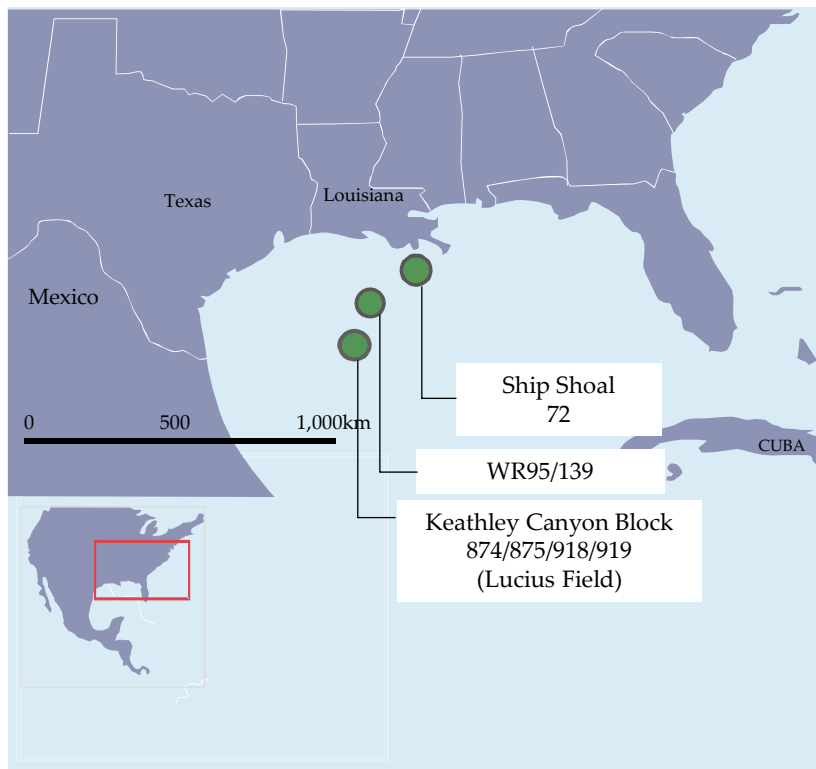 Texas
Louisiana
Mexico
Ship Shoal
72
0 500 1,000km
CUBA
WR95/139
Keathley Canyon Block
874/875/918/919
(Lucius Field)